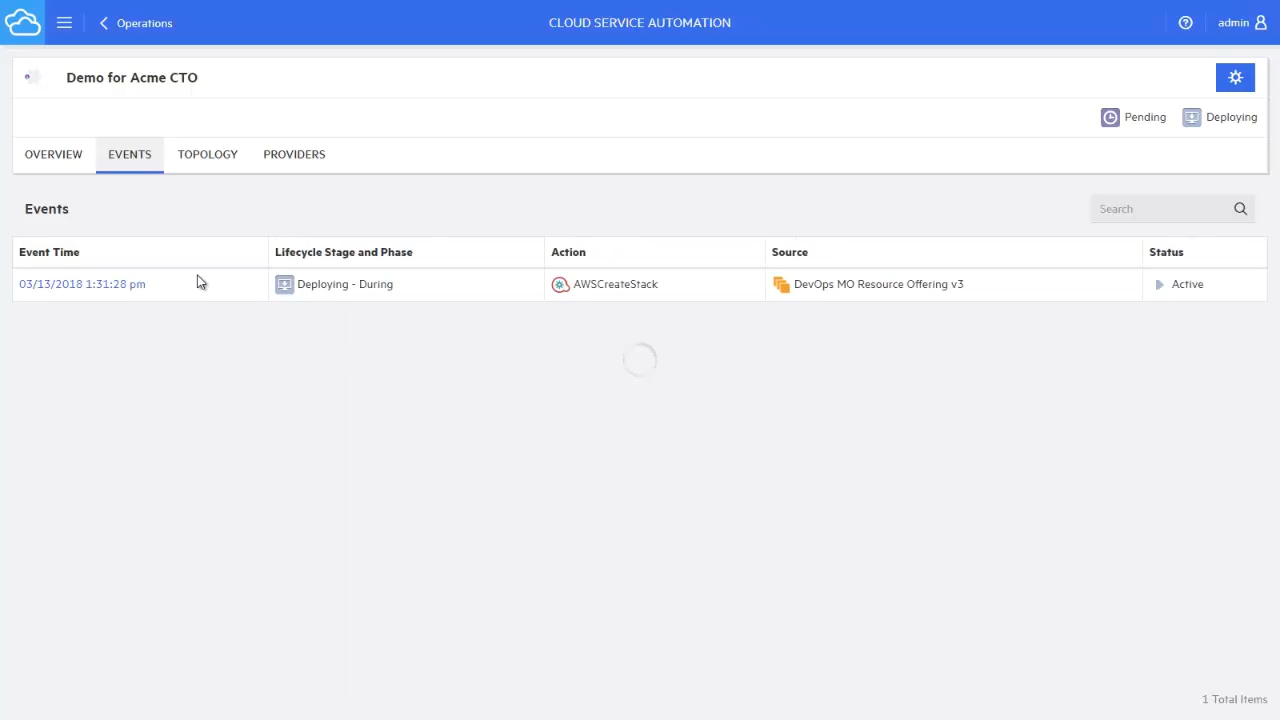 Operations
CLOUD SERVICE AUTOMATION
admin
Demo for Acme CTO
Pending Deploying
OVERVIEW EVENTS TOPOLOGY PROVIDERS
Events
Search
Event Time Lifecycle Stage and Phase Action Source Status
03/13/2018 1:31:28 pm Deploying - During AWSCreateStack DevOps MO Resource Offering v3 Active
1 Total Items